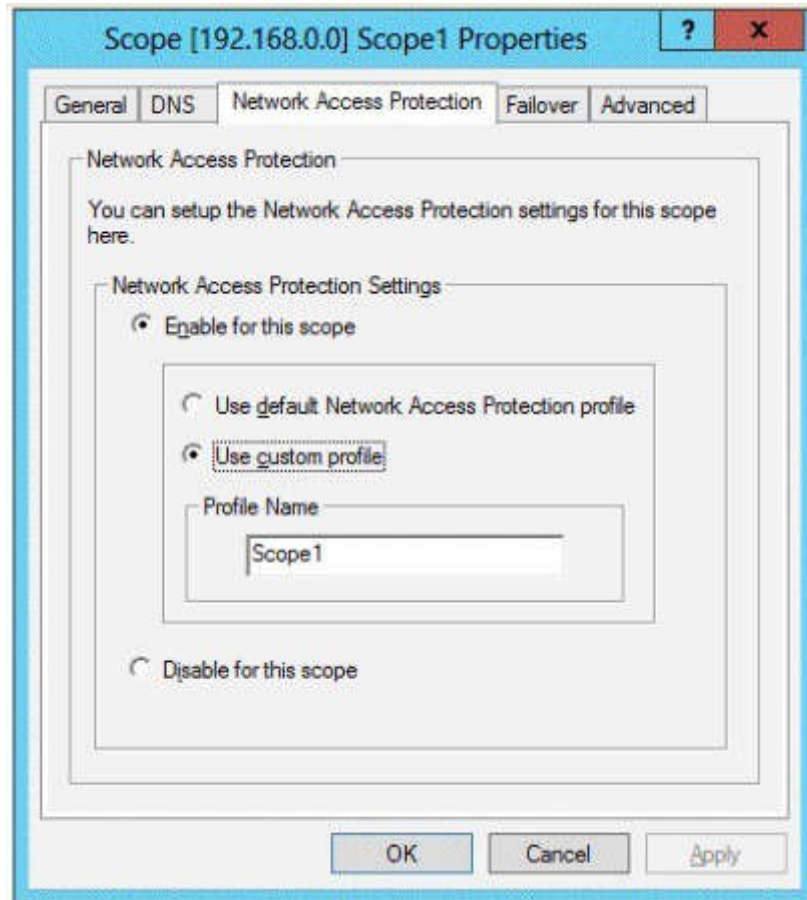 Scope [192.168.0.0] Scope1 Properties
? x
General DNS Network Access Protection Failover Advanced
Network Access Protection
You can setup the Network Access Protection settings for this scope
here.
Network Access Protection Settings
Enable for this scope
Use default Network Access Protection profile
Use custom profile
Profile Name
Scope1
Disable for this scope
OK Cancel Apply